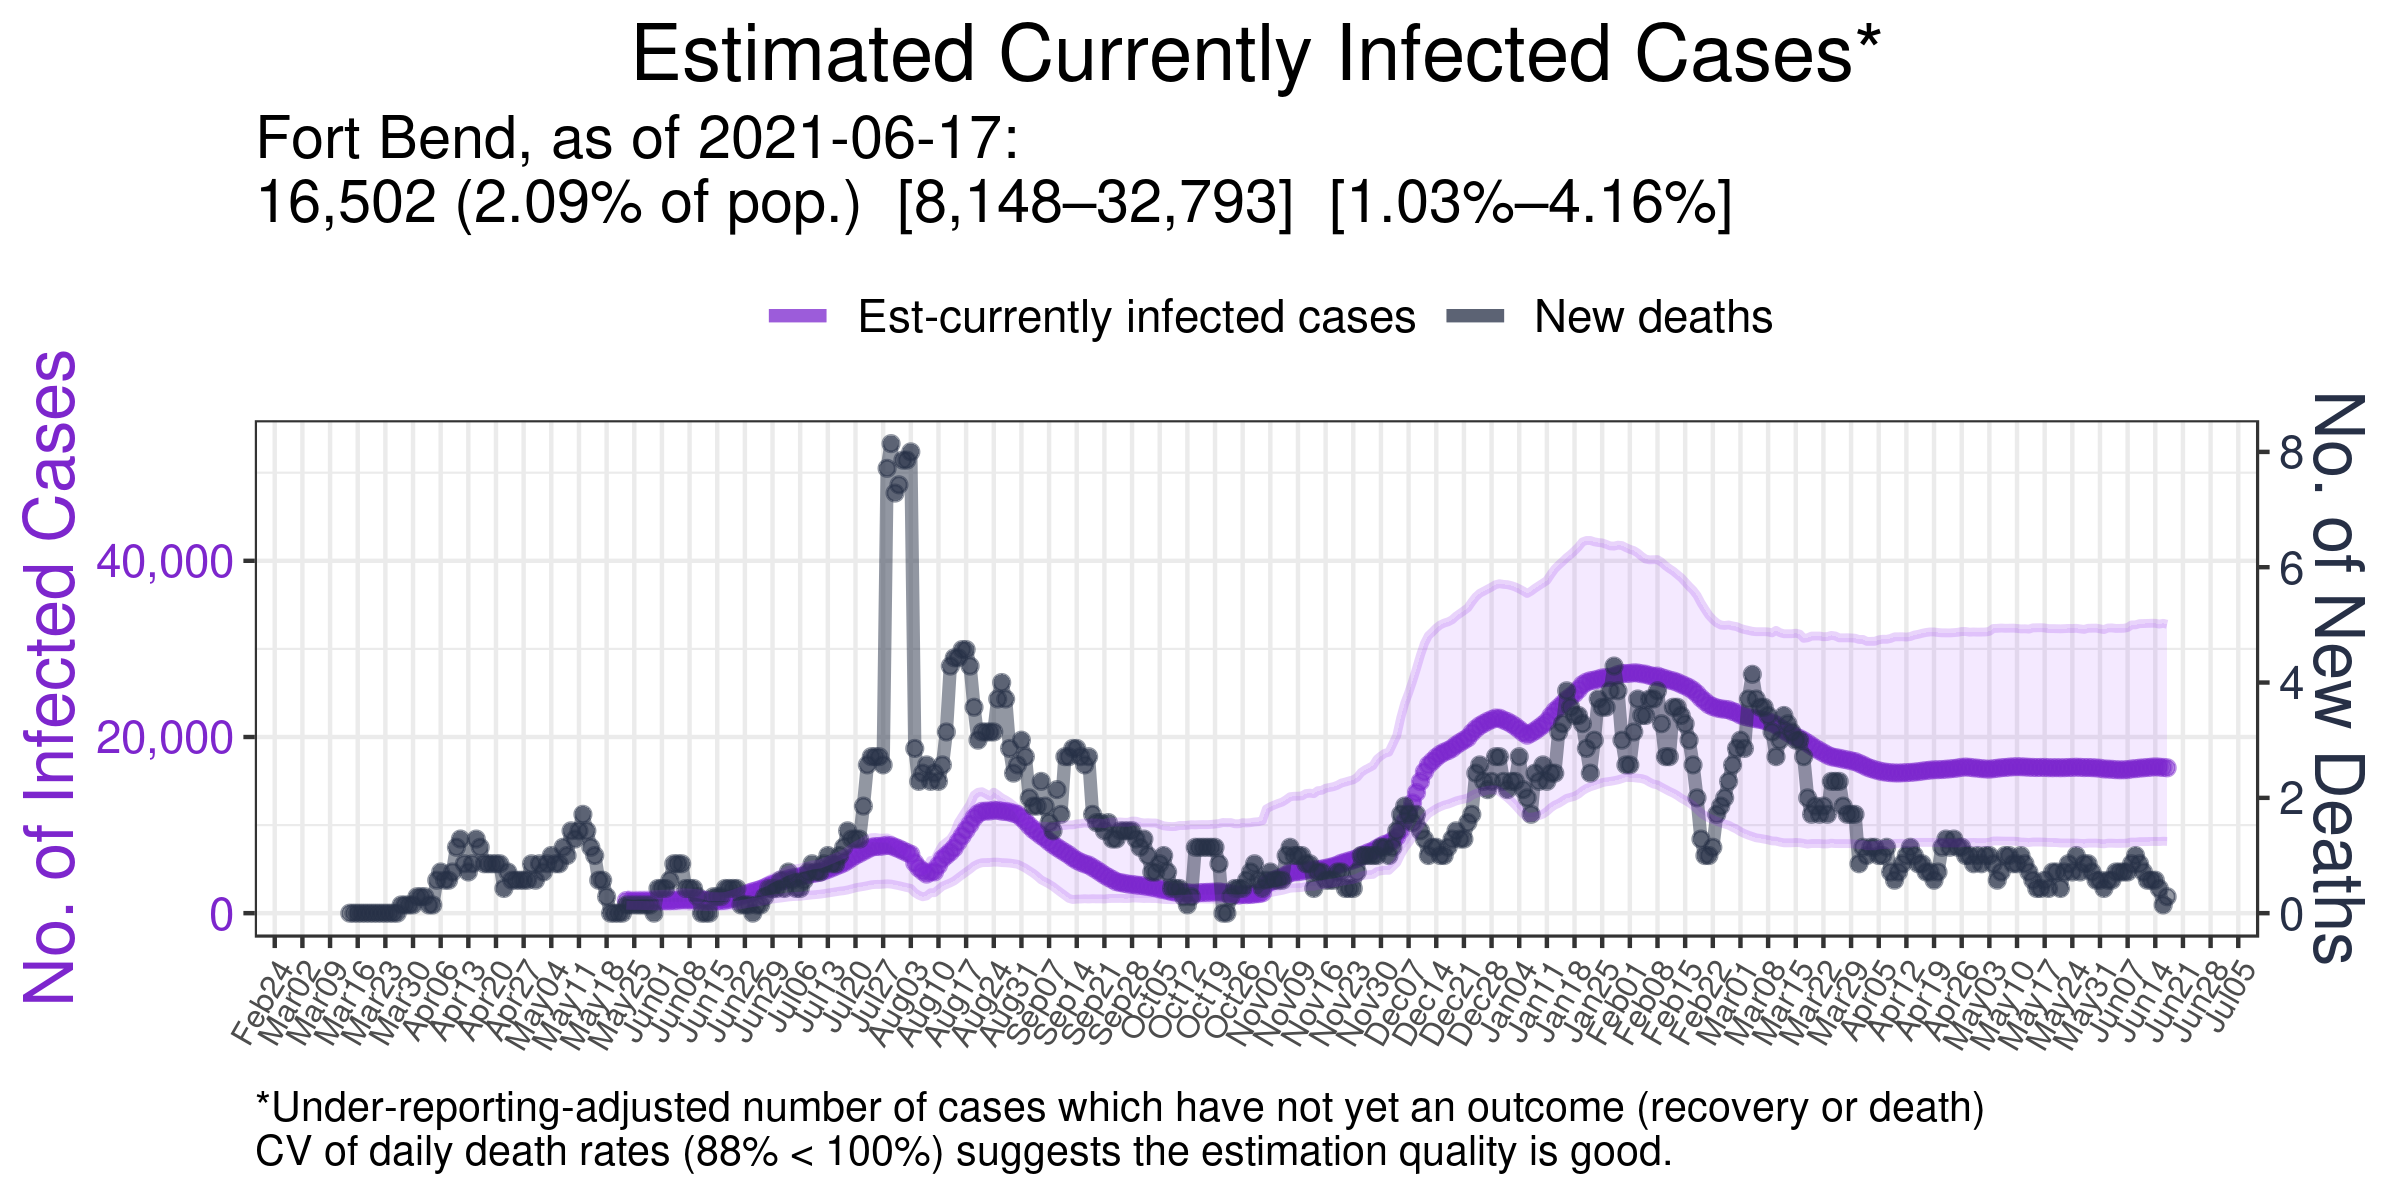 Estimated Currently Infected Cases*
Fort Bend, as of 2021-06-17:
16,502 (2.09% of pop.)  [8,148–32,793]  [1.03%–4.16%]
Est-currently infected cases
New deaths
No. of Infected Cases
40,000
20,000
0
8
6
4
2
0
No. of New Deaths
Feb24
Mar02
Mar09
Mar16
Mar23
Mar30
Apr06
Apr13
Apr20
Apr27
May04
May11
May18
May25
Jun01
Jun08
Jun15
Jun22
Jun29
Jul06
Jul13
Jul20
Jul27
Aug03
Aug10
Aug17
Aug24
Aug31
Sep07
Sep14
Sep21
Sep28
Oct05
Oct12
Oct19
Oct26
Nov02
Nov09
Nov16
Nov23
Nov30
Dec07
Dec14
Dec21
Dec28
Jan04
Jan11
Jan18
Jan25
Feb01
Feb08
Feb15
Feb22
Mar01
Mar08
Mar15
Mar22
Mar29
Apr05
Apr12
Apr19
Apr26
May03
May10
May17
May24
May31
Jun07
Jun14
Jun21
Jun28
Jul05
*Under-reporting-adjusted number of cases which have not yet an outcome (recovery or death)
CV of daily death rates (88% < 100%) suggests the estimation quality is good.